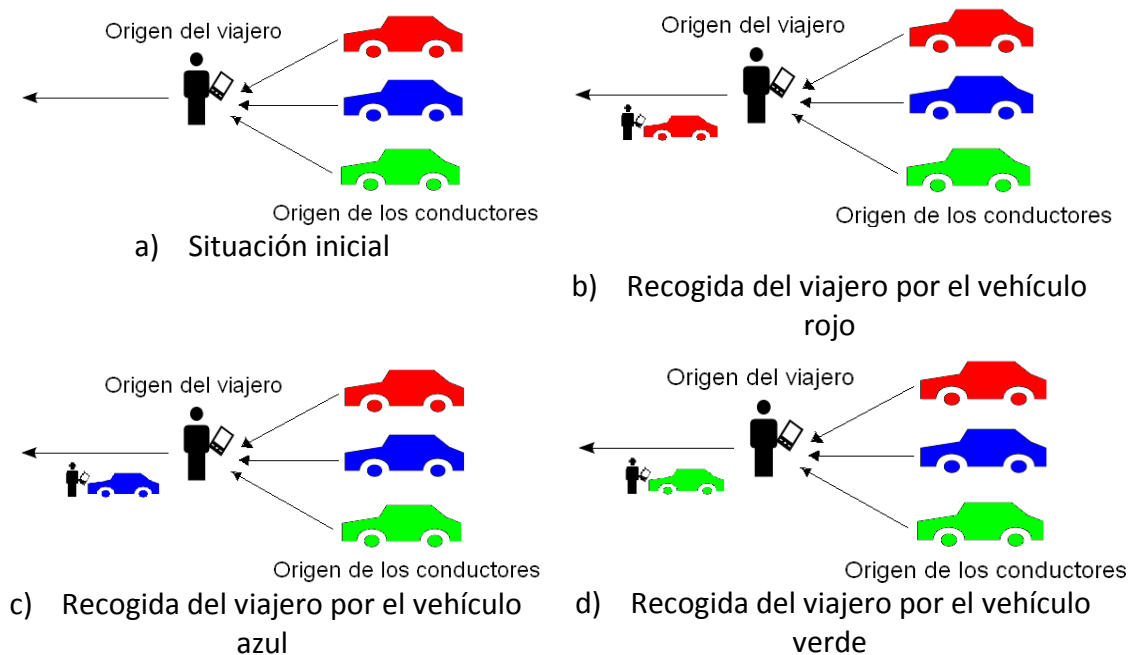 Origen del viajero
Origen de los conductores
a) Situación inicial
Origen del viajero
Origen de los conductores
b) Recogida del viajero por el vehículo
rojo
Origen del viajero
Origen de los conductores
c) Recogida del viajero por el vehículo
azul
Origen del viajero
Origen de los conductores
d) Recogida del viajero por el vehículo
verde